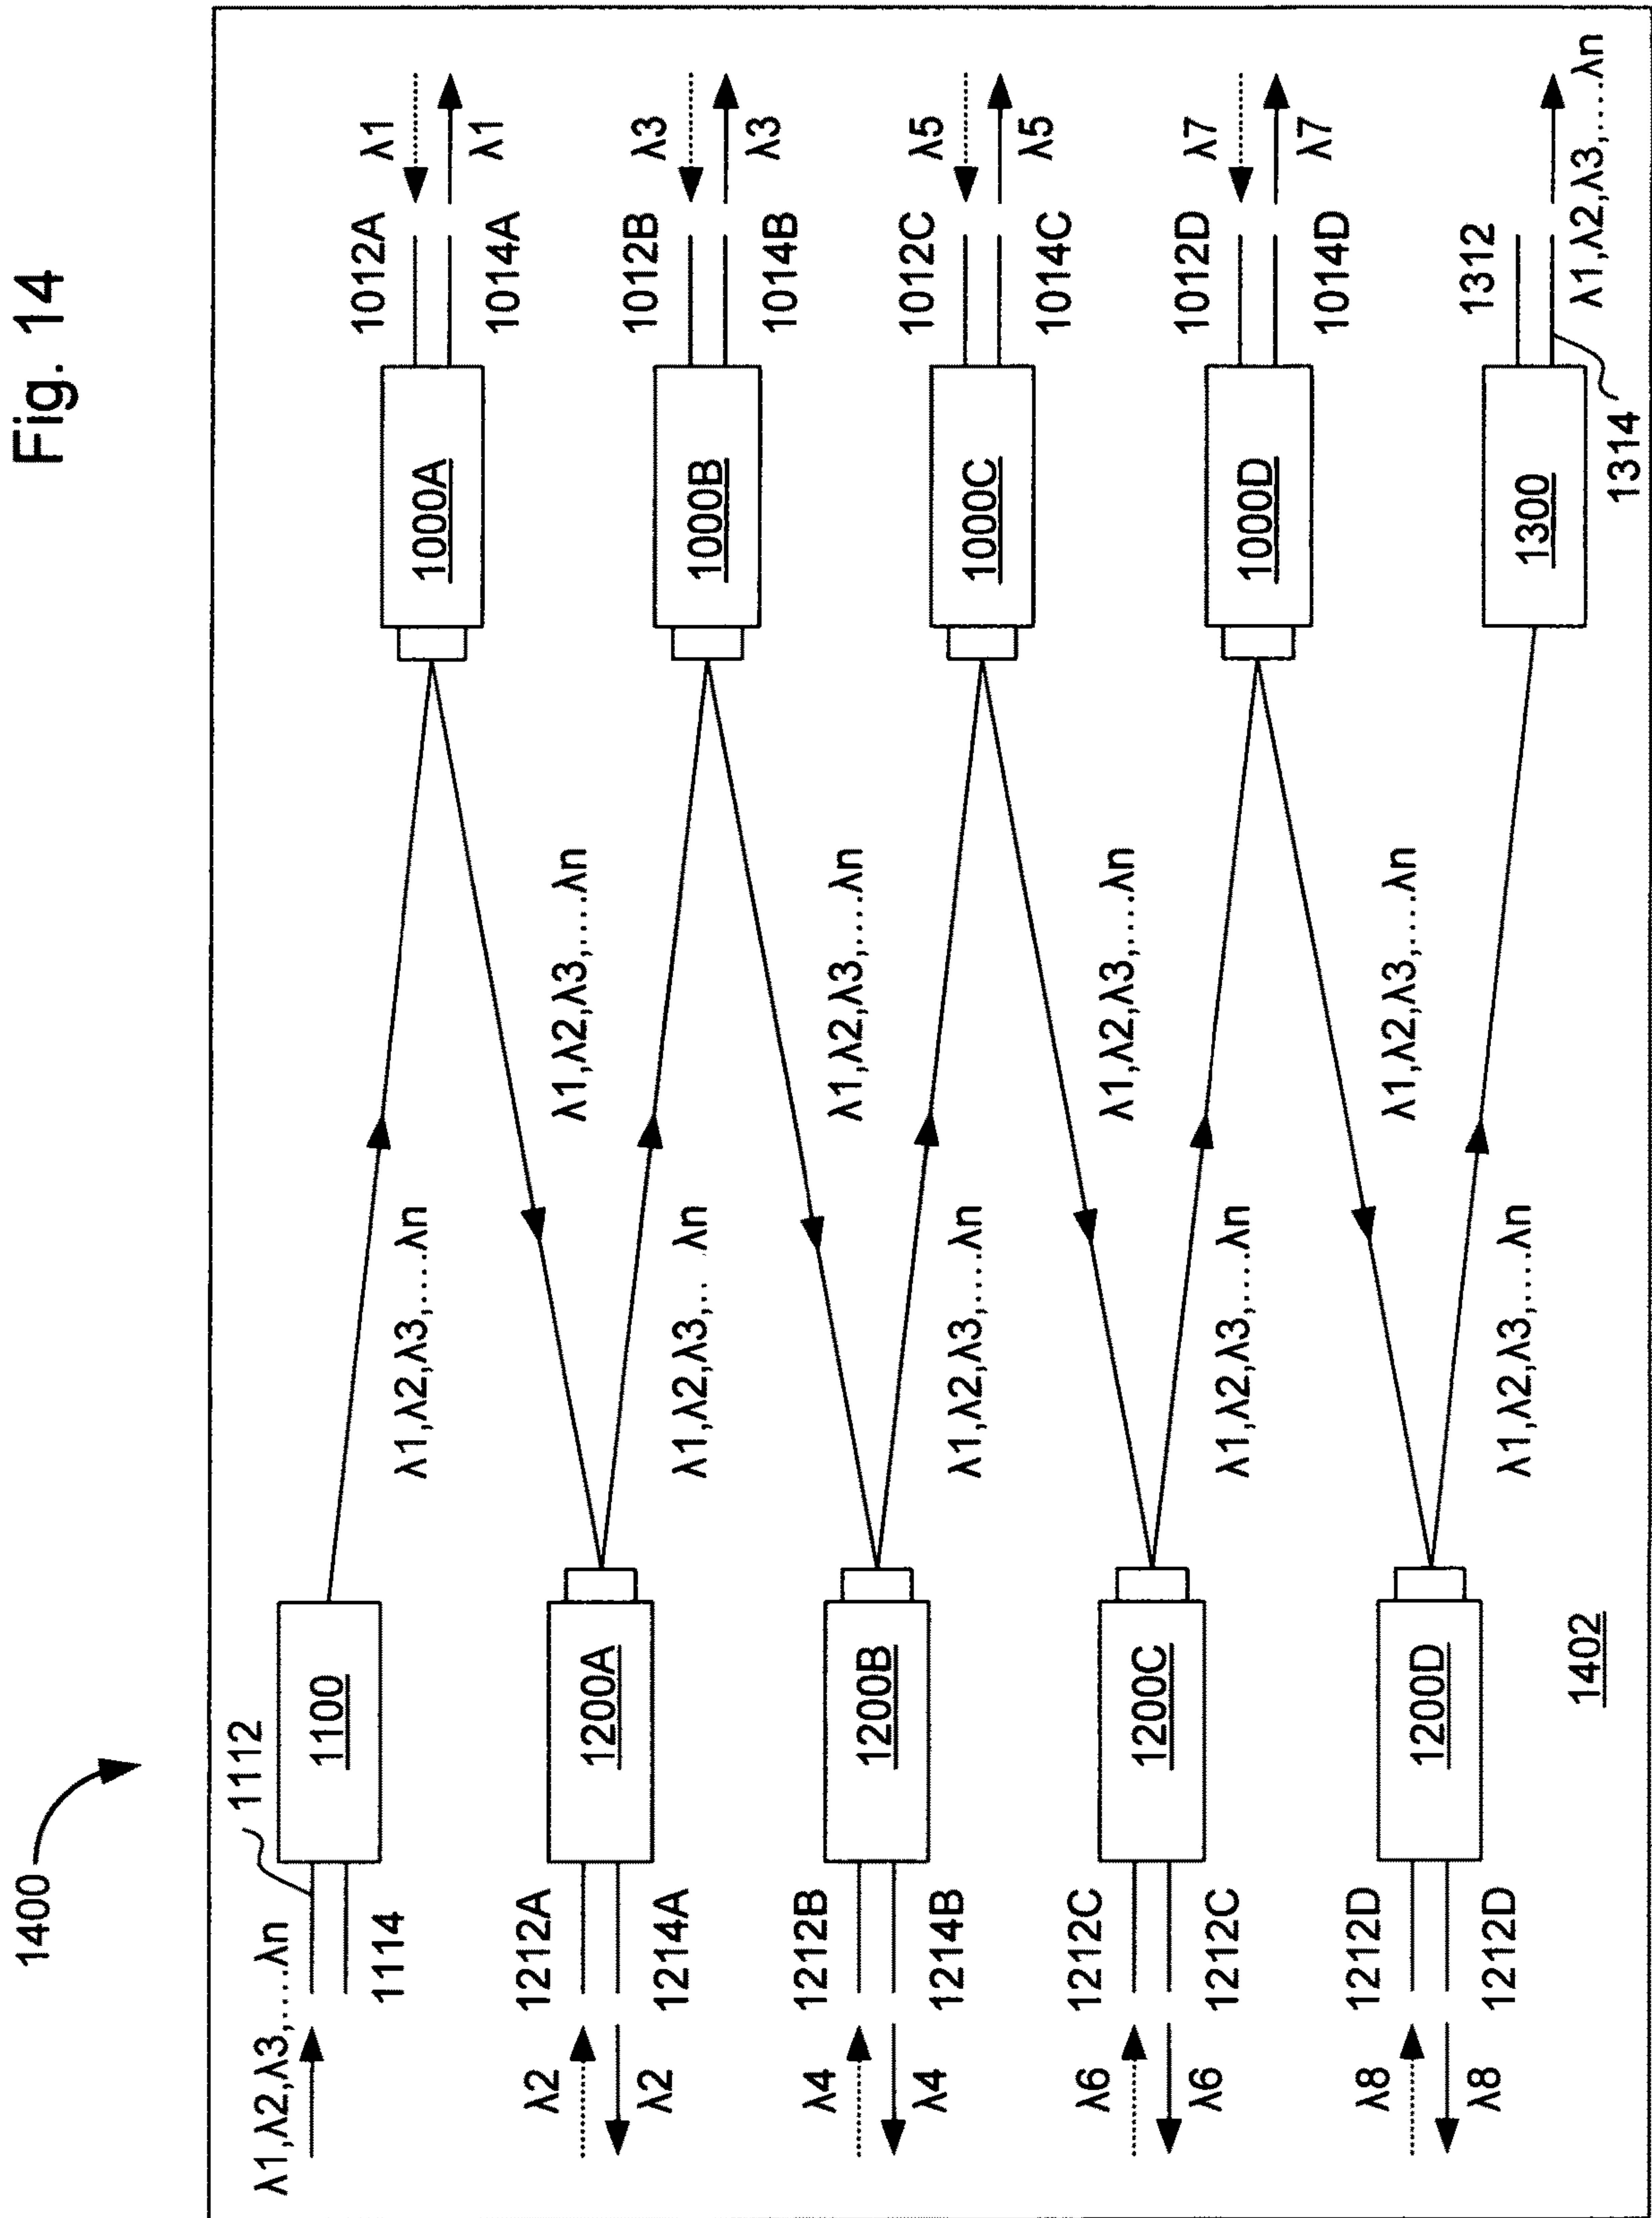 Fig. 14
1400
λ1,λ2,λ3,....λn
1112
1114
1100
λ1,λ2,λ3,....λn
1000A
1012A
1014A
λ1
λ1
λ1,λ2,λ3,....λn
λ2
λ2
1212A
1214A
1200A
λ1,λ2,λ3,.. λn
1000B
1012B
1014B
λ3
λ3
λ1,λ2,λ3,....λn
λ4
λ4
1212B
1214B
1200B
λ1,λ2,λ3,....λn
1000C
1012C
1014C
λ5
λ5
λ1,λ2,λ3,....λn
λ6
λ6
1212C
1212C
1200C
λ1,λ2,λ3,....λn
1000D
1012D
1014D
λ7
λ7
λ1,λ2,λ3,....λn
λ8
λ8
1212D
1212D
1200D
λ1,λ2,λ3,....λn
1300
1312
1314
λ1,λ2,λ3,....λn
1402